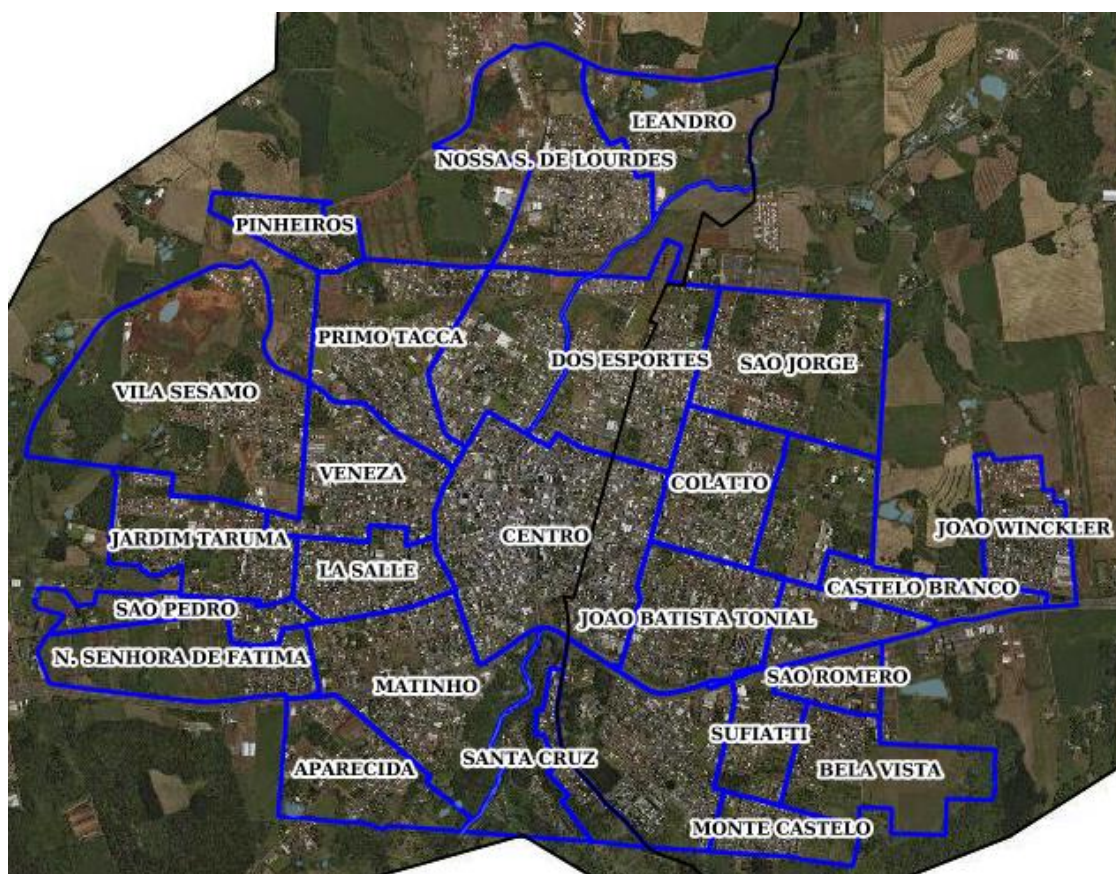 LEANDRO
NOSSA S. DE LOURDES
PINHEIROS
PRIMO TACCA
DOS ESPORTES
SAO JORGE
VILA SESAMO
VENEZA
COLATTO
JOAO WINCKLER
CENTRO
JARDIM TARUMA
LA SALLE
CASTELO BRANCO
SAO PEDRO
JOAO BATISTA TONIAL
N. SENHORA DE FATIMA
SAO ROMERO
MATINHO
SUFIATTI
SANTA CRUZ
APARECIDA
BELA VISTA
MONTE CASTELO